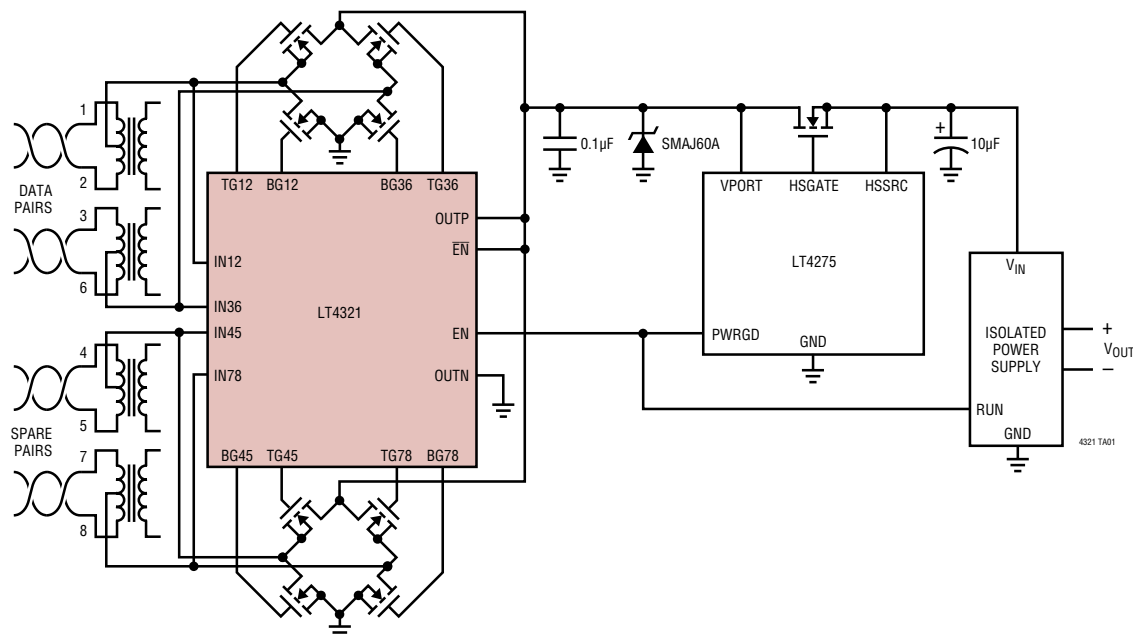 1
2
DATA
PAIRS
3
6
4
5
SPARE
PAIRS
7
8
TG12 BG12 BG36 TG36
OUTP
EN
IN12
IN36
LT4321
IN45
EN
IN78
OUTN
BG45 TG45 TG78 BG78
0.1µF
SMAJ60A
+
10µF
VPORT HSGATE HSSRC
LT4275
PWRGD
GND
VIN
ISOLATED
POWER
SUPPLY
+
VOUT
–
RUN
GND
4321 TA01